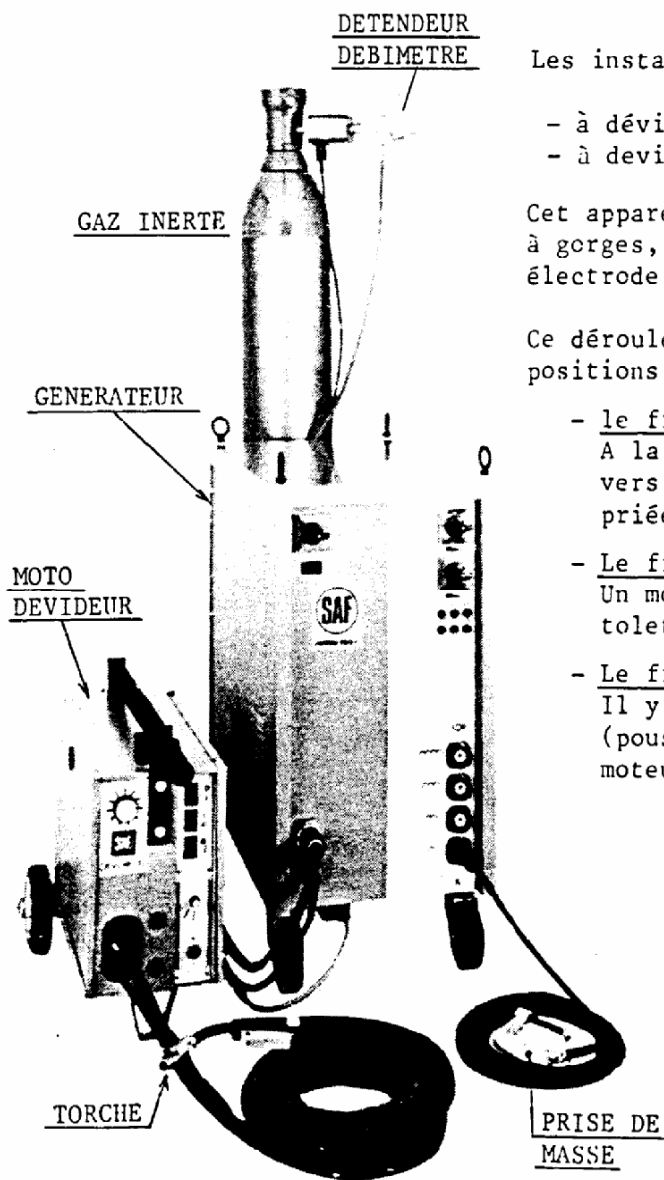 DETENDEUR
DEBIMETRE
GAZ INERTE
GENERATEUR
MOTO
DEVIDEUR
SAF
TORCHE
PRISE DE
MASSE
Les insta
- à dévi
- à devi
Cet appare
à gorges,
électrode
Ce déroule
positions
- le fi
A la
vers
priée
- Le fi
Un mo
tole
- Le fi
Il y
(pous
moteu